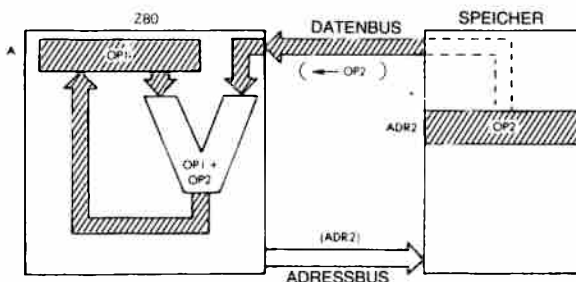 Z80
DATENBUS
SPEICHER
A
OP1
( ← OP2 )
ADR2
OP2
OP1 +
OP2
(ADR2)
ADRESSBUS